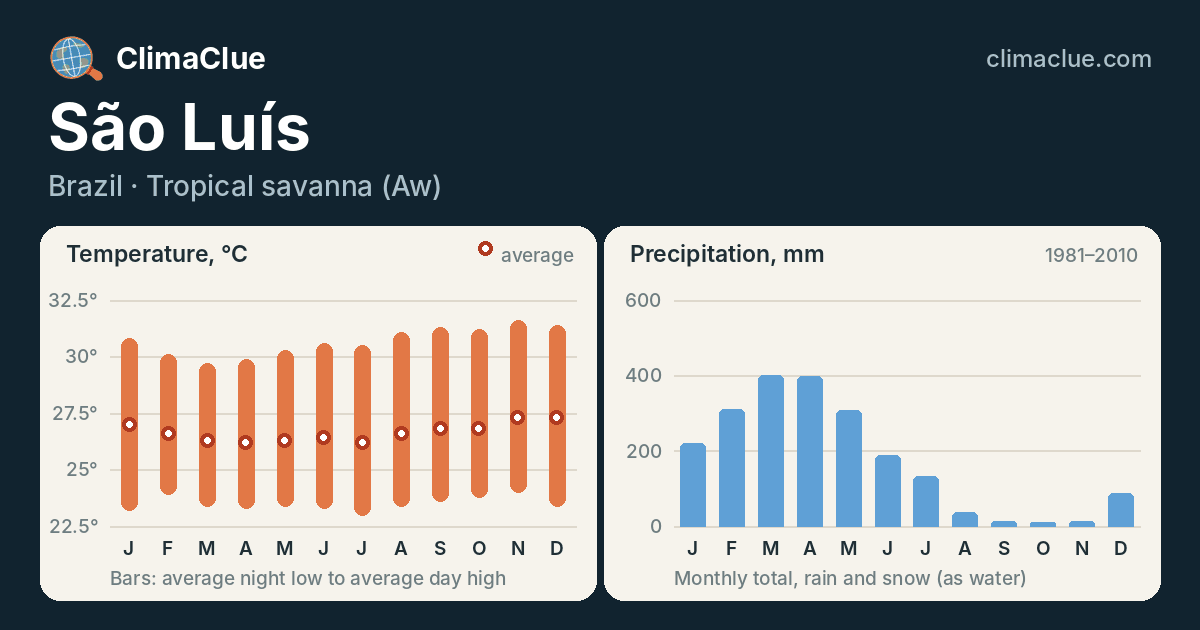 ClimaClue
climaclue.com
São Luís
Brazil · Tropical savanna (Aw)
Temperature, °C
average
32.5°
30°
27.5°
25°
22.5°
J F M A M J J A S O N D
Bars: average night low to average day high
Precipitation, mm
1981–2010
600
400
200
0
J F M A M J J A S O N D
Monthly total, rain and snow (as water)